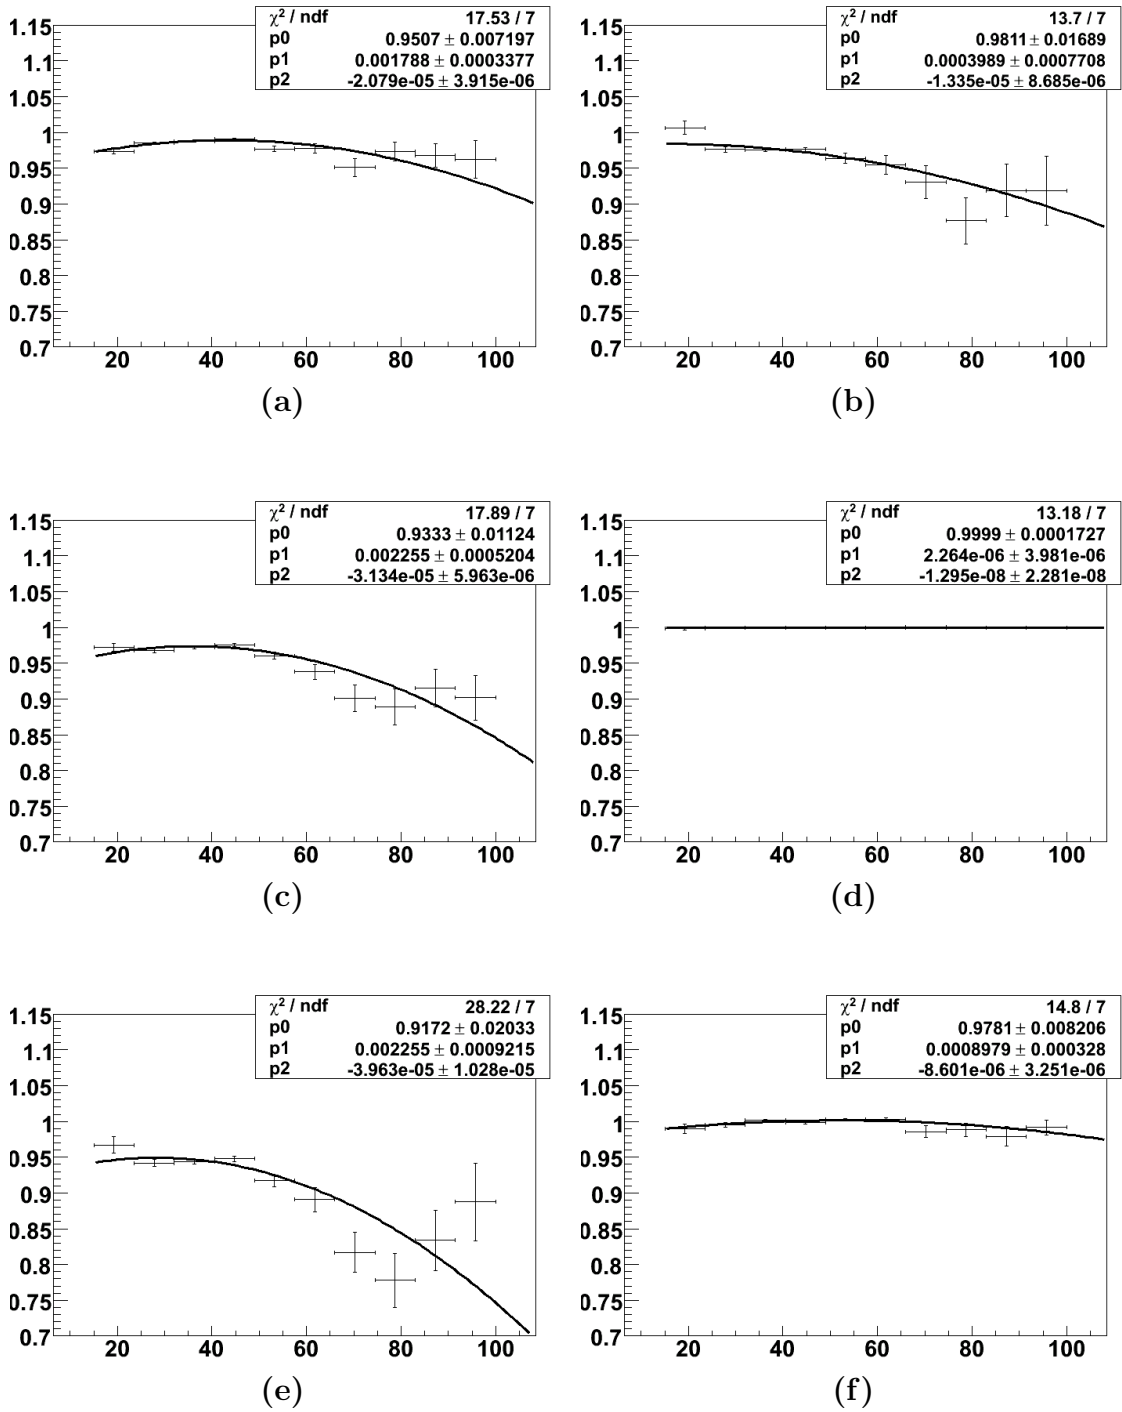 χ² / ndf 17.53 / 7
p0 0.9507 ± 0.007197
p1 0.001788 ± 0.0003377
p2 -2.079e-05 ± 3.915e-06
1.15
1.1
1.05
1
0.95
0.9
0.85
0.8
0.75
0.7
20 40 60 80 100
(a)
χ² / ndf 13.7 / 7
p0 0.9811 ± 0.01689
p1 0.0003989 ± 0.0007708
p2 -1.335e-05 ± 8.685e-06
1.15
1.1
1.05
1
0.95
0.9
0.85
0.8
0.75
0.7
20 40 60 80 100
(b)
χ² / ndf 17.89 / 7
p0 0.9333 ± 0.01124
p1 0.002255 ± 0.0005204
p2 -3.134e-05 ± 5.963e-06
1.15
1.1
1.05
1
0.95
0.9
0.85
0.8
0.75
0.7
20 40 60 80 100
(c)
χ² / ndf 13.18 / 7
p0 0.9999 ± 0.0001727
p1 2.264e-06 ± 3.981e-06
p2 -1.295e-08 ± 2.281e-08
1.15
1.1
1.05
1
0.95
0.9
0.85
0.8
0.75
0.7
20 40 60 80 100
(d)
χ² / ndf 28.22 / 7
p0 0.9172 ± 0.02033
p1 0.002255 ± 0.0009215
p2 -3.963e-05 ± 1.028e-05
1.15
1.1
1.05
1
0.95
0.9
0.85
0.8
0.75
0.7
20 40 60 80 100
(e)
χ² / ndf 14.8 / 7
p0 0.9781 ± 0.008206
p1 0.0008979 ± 0.000328
p2 -8.601e-06 ± 3.251e-06
1.15
1.1
1.05
1
0.95
0.9
0.85
0.8
0.75
0.7
20 40 60 80 100
(f)